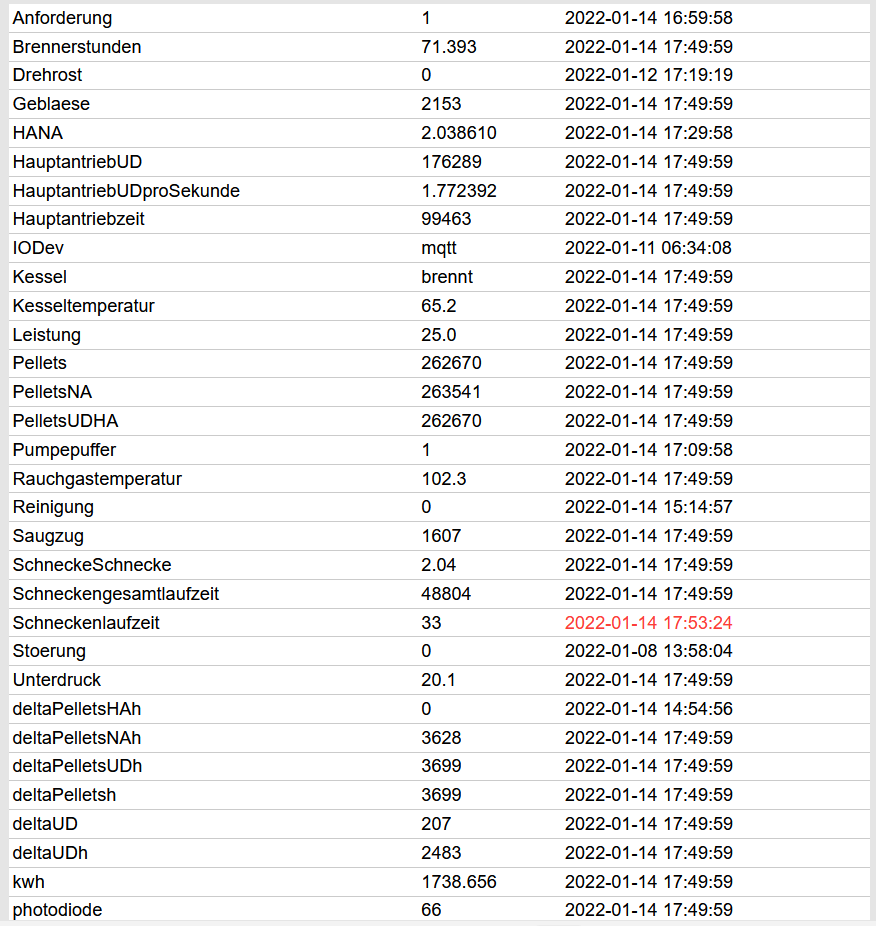 Anforderung 1 2022-01-14 16:59:58
Brennerstunden 71.393 2022-01-14 17:49:59
Drehrost 0 2022-01-12 17:19:19
Geblaese 2153 2022-01-14 17:49:59
HANA 2.038610 2022-01-14 17:29:58
HauptantriebUD 176289 2022-01-14 17:49:59
HauptantriebUDproSekunde 1.772392 2022-01-14 17:49:59
Hauptantriebzeit 99463 2022-01-14 17:49:59
IODev mqtt 2022-01-11 06:34:08
Kessel brennt 2022-01-14 17:49:59
Kesseltemperatur 65.2 2022-01-14 17:49:59
Leistung 25.0 2022-01-14 17:49:59
Pellets 262670 2022-01-14 17:49:59
PelletsNA 263541 2022-01-14 17:49:59
PelletsUDHA 262670 2022-01-14 17:49:59
Pumpepuffer 1 2022-01-14 17:09:58
Rauchgastemperatur 102.3 2022-01-14 17:49:59
Reinigung 0 2022-01-14 15:14:57
Saugzug 1607 2022-01-14 17:49:59
SchneckeSchnecke 2.04 2022-01-14 17:49:59
Schneckengesamtlaufzeit 48804 2022-01-14 17:49:59
Schneckenlaufzeit 33 2022-01-14 17:53:24
Stoerung 0 2022-01-08 13:58:04
Unterdruck 20.1 2022-01-14 17:49:59
deltaPelletsHAh 0 2022-01-14 14:54:56
deltaPelletsNAh 3628 2022-01-14 17:49:59
deltaPelletsUDh 3699 2022-01-14 17:49:59
deltaPelletsh 3699 2022-01-14 17:49:59
deltaUD 207 2022-01-14 17:49:59
deltaUDh 2483 2022-01-14 17:49:59
kwh 1738.656 2022-01-14 17:49:59
photodiode 66 2022-01-14 17:49:59